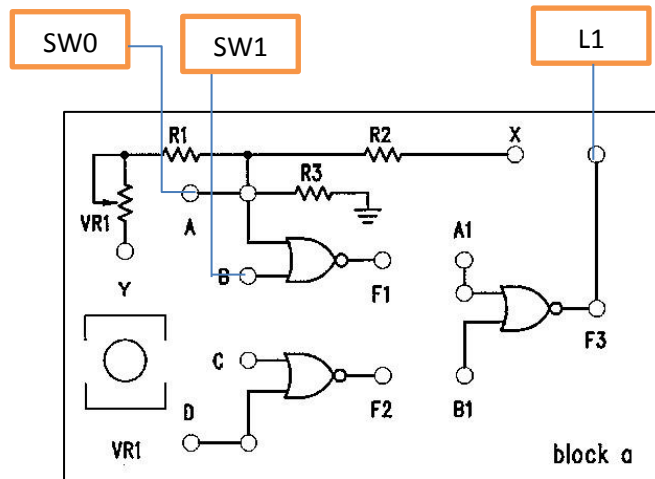 SW0 SW1 L1
R1 R2 X
R3
VR1 A A1
B F1
Y F3
C F2 B1
D
VR1 block a